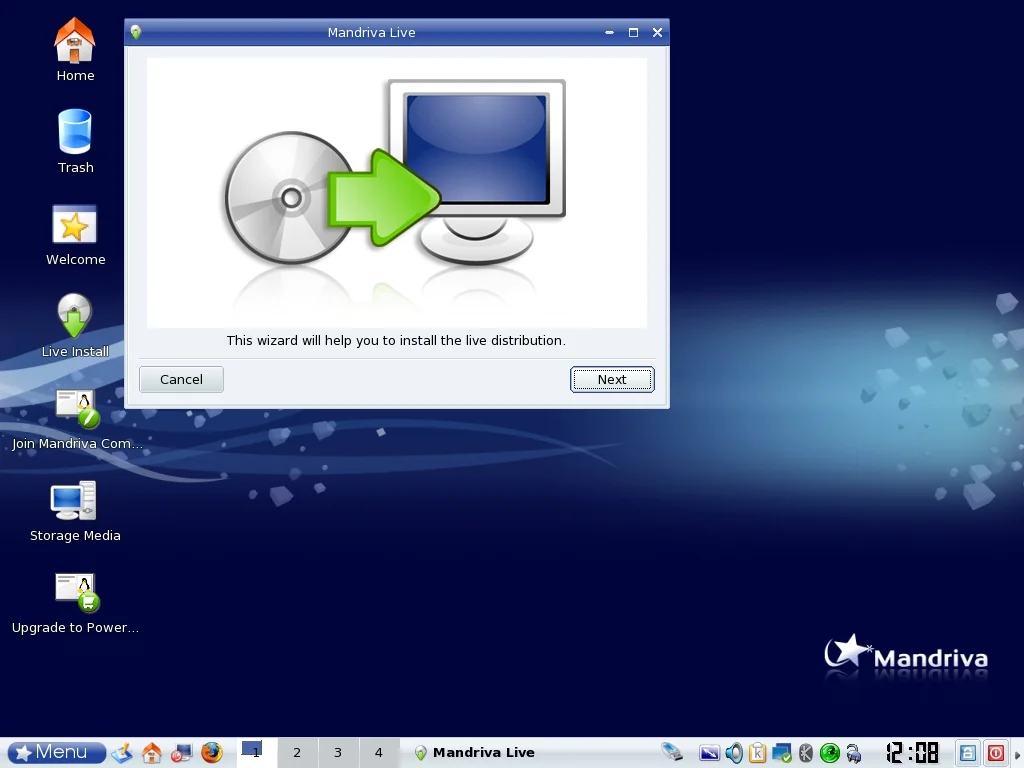 Mandriva Live
Home
Trash
Welcome
Live Install
Join Mandriva Com...
Storage Media
Upgrade to Power...
This wizard will help you to install the live distribution.
Cancel
Next
Mandriva
Menu
1
2
3
4
Mandriva Live
12:08